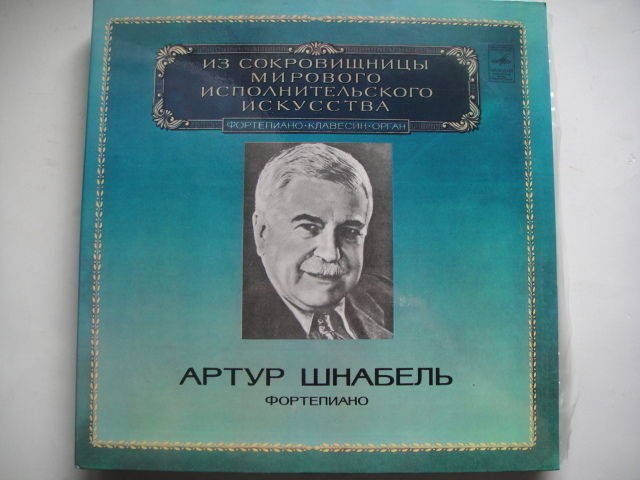 ИЗ СОКРОВИЩНИЦЫ
МИРОВОГО
ИСПОЛНИТЕЛЬСКОГО
ИСКУССТВА
ФОРТЕПИАНО•КЛАВЕСИН•ОРГАН
АРТУР ШНАБЕЛЬ
ФОРТЕПИАНО